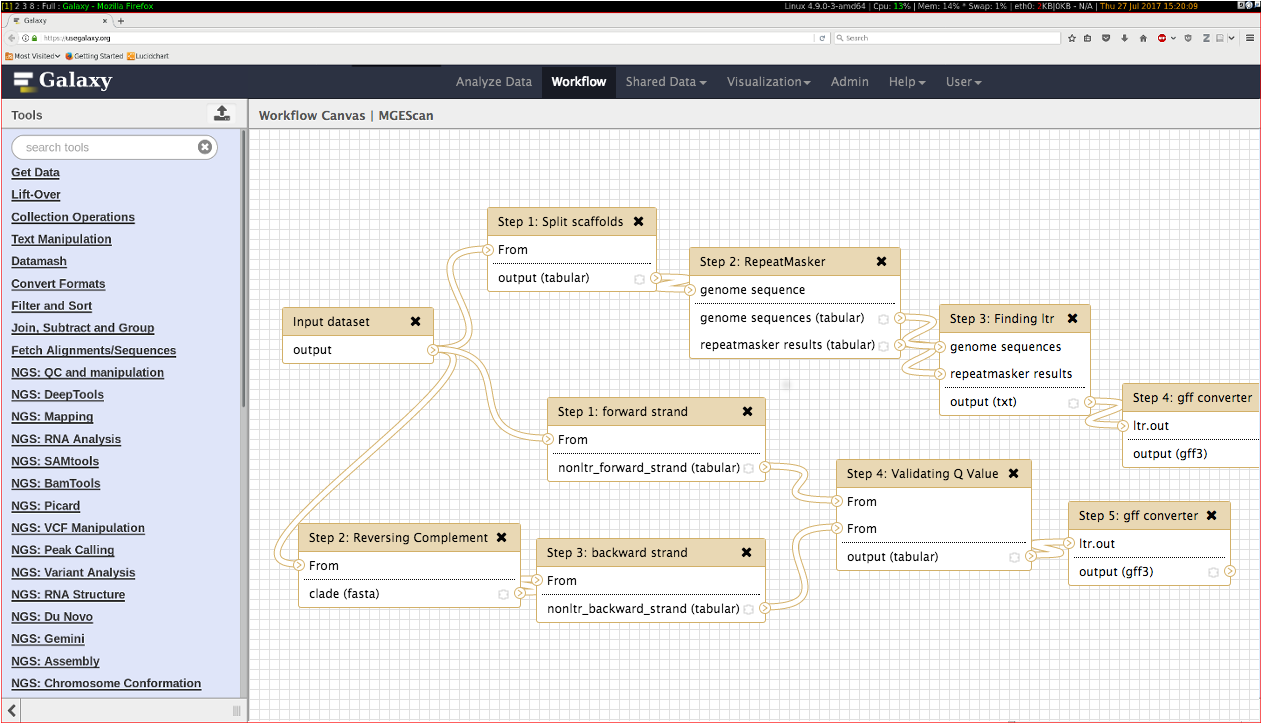 [1] 2 3 8 : Full : Galaxy - Mozilla Firefox
Linux 4.9.0-3-amd64 | Cpu: 13% | Mem: 14% * Swap: 1% | eth0: 2KB|0KB - N/A | Thu 27 Jul 2017 15:20:09
Galaxy
https://usegalaxy.org
Search
Most Visited
Getting Started
Lucidchart
Galaxy
Analyze Data
Workflow
Shared Data
Visualization
Admin
Help
User
Tools
search tools
Get Data
Lift-Over
Collection Operations
Text Manipulation
Datamash
Convert Formats
Filter and Sort
Join, Subtract and Group
Fetch Alignments/Sequences
NGS: QC and manipulation
NGS: DeepTools
NGS: Mapping
NGS: RNA Analysis
NGS: SAMtools
NGS: BamTools
NGS: Picard
NGS: VCF Manipulation
NGS: Peak Calling
NGS: Variant Analysis
NGS: RNA Structure
NGS: Du Novo
NGS: Gemini
NGS: Assembly
NGS: Chromosome Conformation
Workflow Canvas | MGEScan
Input dataset
output
Step 1: Split scaffolds
From
output (tabular)
Step 2: RepeatMasker
genome sequence
genome sequences (tabular)
repeatmasker results (tabular)
Step 3: Finding ltr
genome sequences
repeatmasker results
output (txt)
Step 4: gff converter
ltr.out
output (gff3)
Step 1: forward strand
From
nonltr_forward_strand (tabular)
Step 2: Reversing Complement
From
clade (fasta)
Step 3: backward strand
From
nonltr_backward_strand (tabular)
Step 4: Validating Q Value
From
From
output (tabular)
Step 5: gff converter
ltr.out
output (gff3)